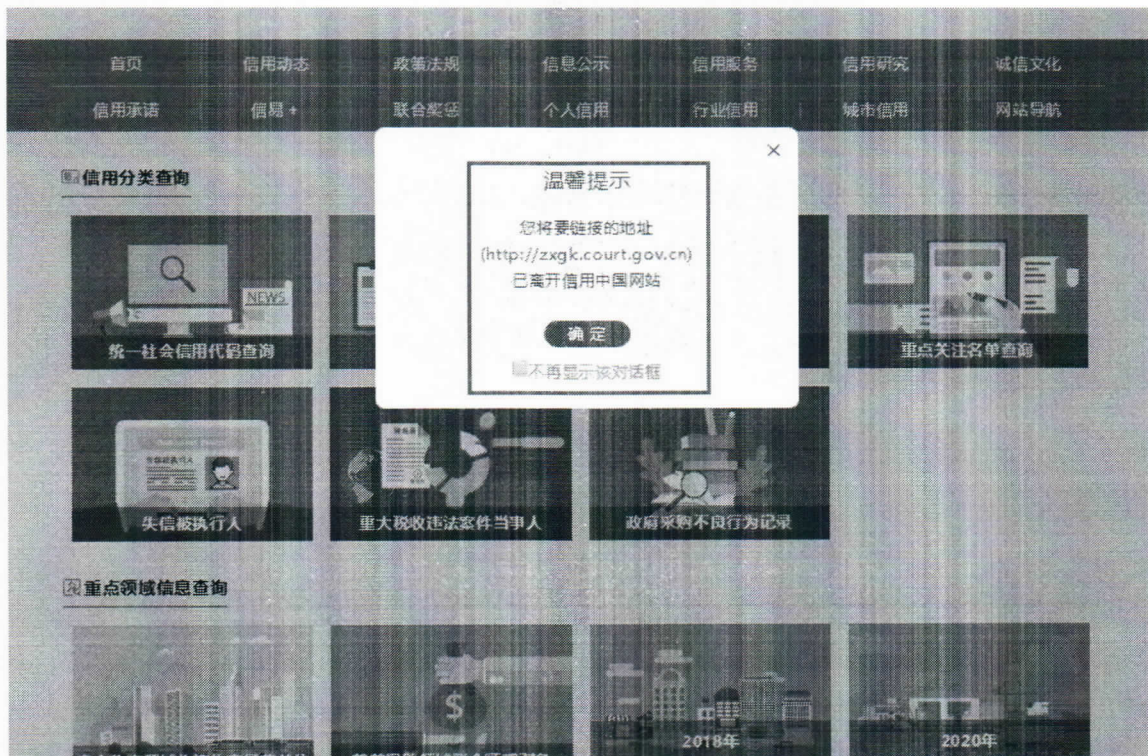 首页 信用动态 政策法规 信息公示 信用服务 信用研究 诚信文化
信用承诺 信易+ 联合奖惩 个人信用 行业信用 城市信用 网站导航
×
温馨提示
您将要链接的地址
(http://zxgk.court.gov.cn)
已离开信用中国网站
确定
不再显示该对话框
信用分类查询
NEWS
统一社会信用代码查询
重点关注名单查询
失信被执行人
失信被执行人
重大税收违法案件当事人
政府采购不良行为记录
重点领域信息查询
$
2018年
2020年